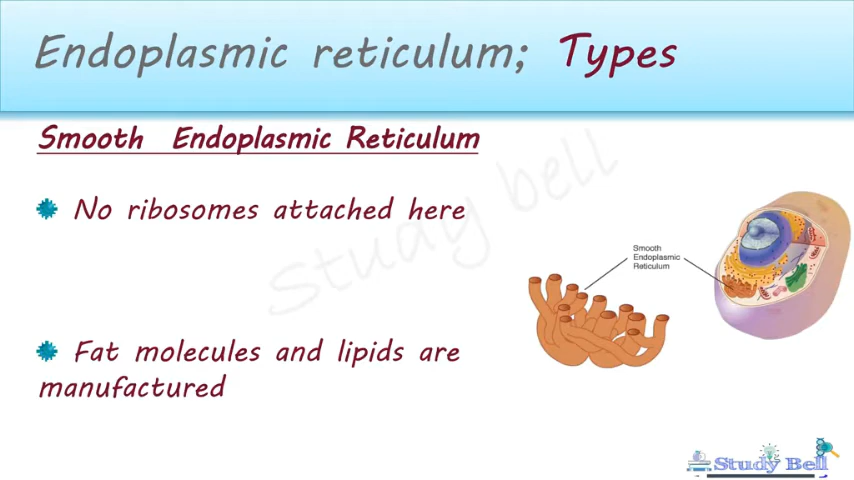 Endoplasmic reticulum; Types
Smooth Endoplasmic Reticulum
No ribosomes attached here
Study bell
Smooth
Endoplasmic
Reticulum
Fat molecules and lipids are
manufactured
Study Bell